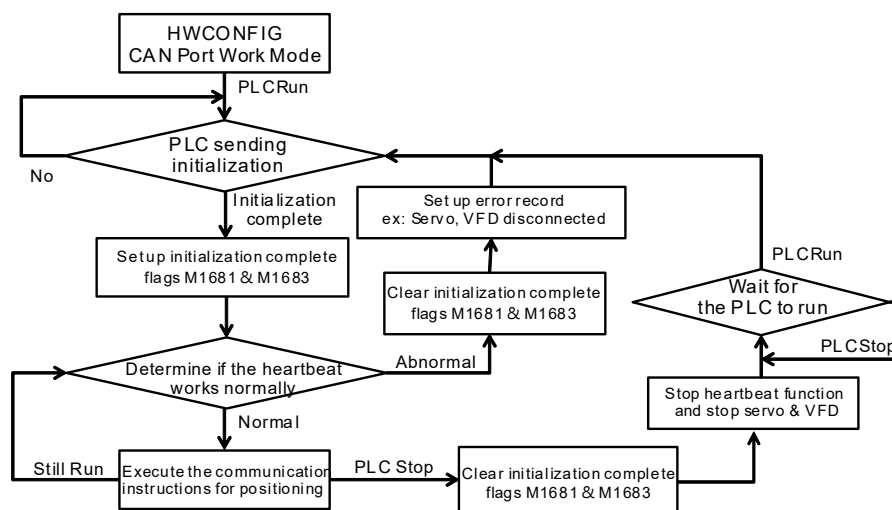 HWCONFIG
CAN Port Work Mode
PLCRun
PLC sending
initialization
No
Initialization
complete
Set up error record
ex: Servo, VFD disconnected
Setup initialization complete
flags M1681 & M1683
Clear initialization complete
flags M1681 & M1683
PLCRun
Wait for
the PLC to run
PLCStop
Determine if the heartbeat
works normally
Abnormal
Normal
Stop heartbeat function
and stop servo & VFD
Still Run
Execute the communication
instructions for positioning
PLC Stop
Clear initialization complete
flags M1681 & M1683